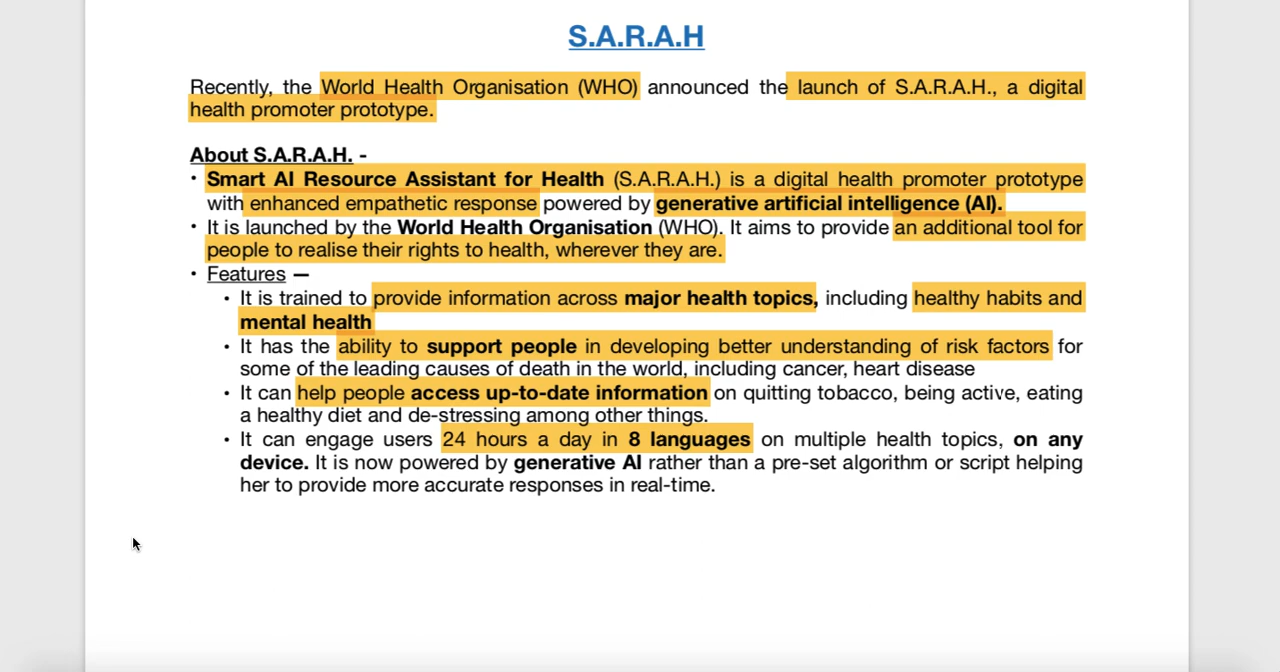 S.A.R.A.H
Recently, the World Health Organisation (WHO) announced the launch of S.A.R.A.H., a digital
health promoter prototype.
About S.A.R.A.H. -
• Smart AI Resource Assistant for Health (S.A.R.A.H.) is a digital health promoter prototype
with enhanced empathetic response powered by generative artificial intelligence (AI).
• It is launched by the World Health Organisation (WHO). It aims to provide an additional tool for
people to realise their rights to health, wherever they are.
• Features —
• It is trained to provide information across major health topics, including healthy habits and
mental health
• It has the ability to support people in developing better understanding of risk factors for
some of the leading causes of death in the world, including cancer, heart disease
• It can help people access up-to-date information on quitting tobacco, being active, eating
a healthy diet and de-stressing among other things.
• It can engage users 24 hours a day in 8 languages on multiple health topics, on any
device. It is now powered by generative AI rather than a pre-set algorithm or script helping
her to provide more accurate responses in real-time.